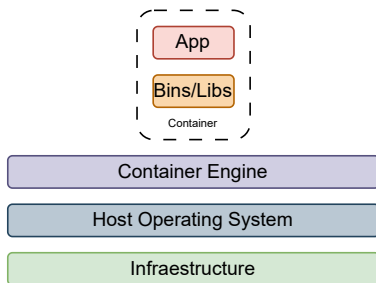 App
Bins/Libs
Container
Container Engine
Host Operating System
Infraestructure